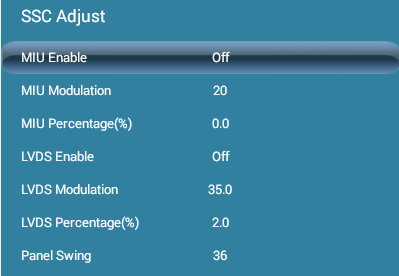 SSC Adjust
MIU Enable Off
MIU Modulation 20
MIU Percentage(%) 0.0
LVDS Enable Off
LVDS Modulation 35.0
LVDS Percentage(%) 2.0
Panel Swing 36